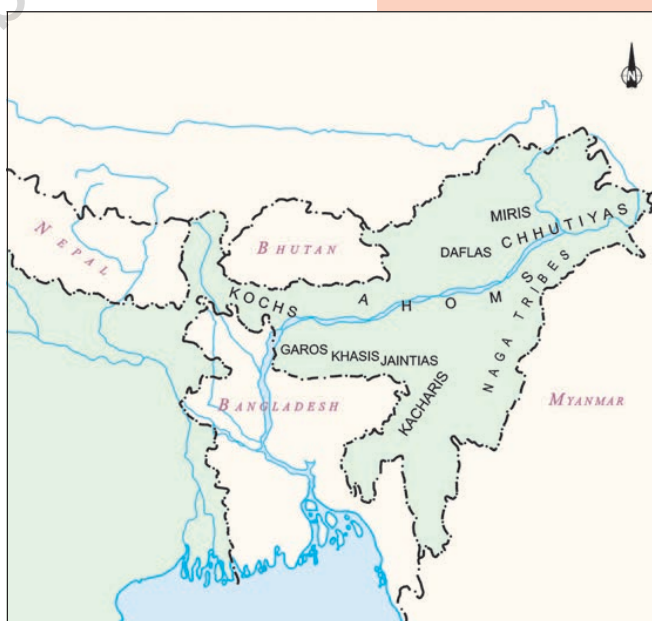 N
MIRIS
CHHUTIYAS
DAFLAS
NEPAL
BHUTAN
KOCHS
AHOMS
NAGA TRIBES
GAROS
KHASIS
JAINTIAS
KACHARIS
BANGLADESH
MYANMAR